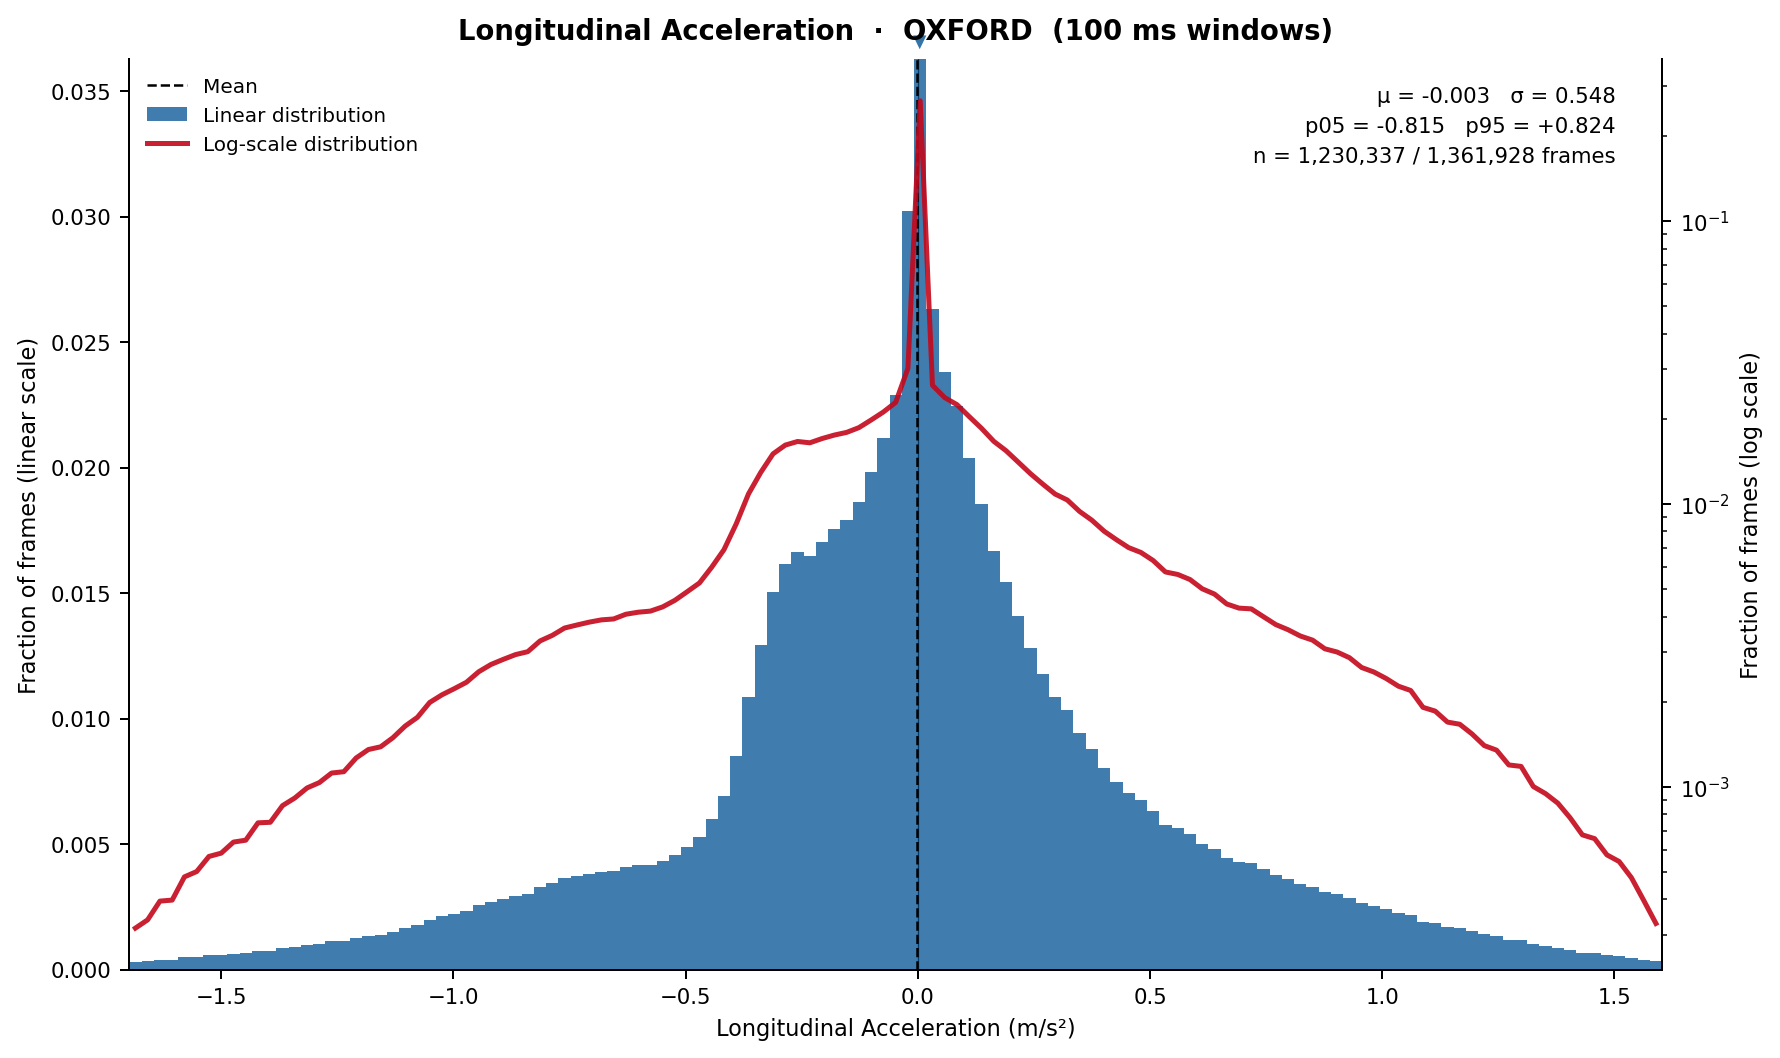 Longitudinal Acceleration · OXFORD (100 ms windows)
Mean
Linear distribution
Log-scale distribution
μ = -0.003 σ = 0.548
p05 = -0.815 p95 = +0.824
n = 1,230,337 / 1,361,928 frames
Fraction of frames (linear scale)
0.035
0.030
0.025
0.020
0.015
0.010
0.005
0.000
10⁻¹
10⁻²
10⁻³
Fraction of frames (log scale)
−1.5 −1.0 −0.5 0.0 0.5 1.0 1.5
Longitudinal Acceleration (m/s²)